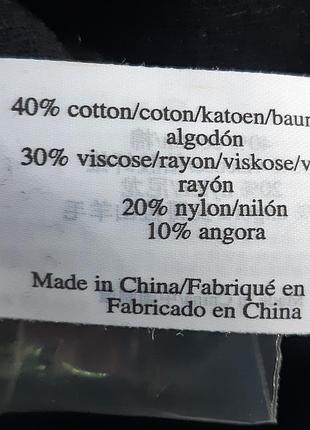 40% cotton/coton/katoen/baum
algodón
30% viscose/rayon/viskose/v
rayón
20% nylon/nilón
10% angora
Made in China/Fabriqué en
Fabricado en China